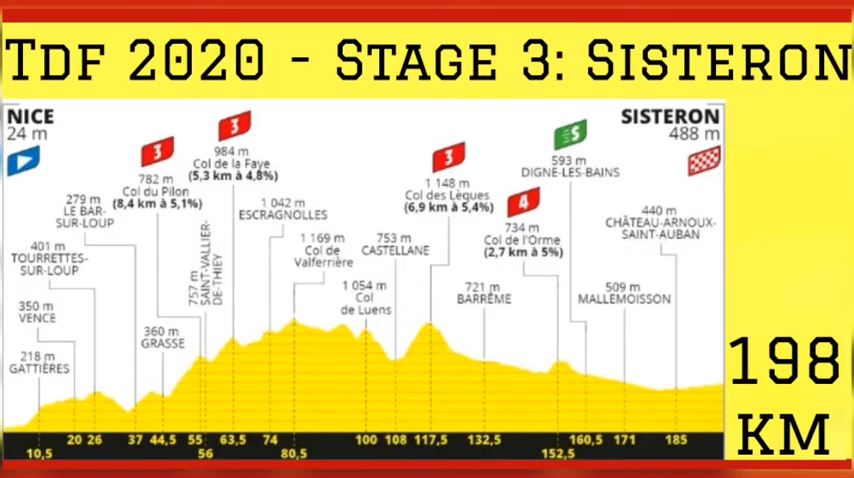 TDF 2020 - STAGE 3: SISTERON
NICE
24 m
SISTERON
488 m
3
984 m
Col de la Faye
(5,3 km à 4,8%)
3
782 m
Col du Pilon
(8,4 km à 5,1%)
3
1 148 m
Col des Lèques
(6,9 km à 5,4%)
S
593 m
DIGNE-LES-BAINS
4
734 m
Col de l'Orme
(2,7 km à 5%)
279 m
LE BAR-
SUR-LOUP
1 042 m
ESCRAGNOLLES
440 m
CHÂTEAU-ARNOUX-
SAINT-AUBAN
401 m
TOURRETTES-
SUR-LOUP
757 m
SAINT-VALLIER-
DE-THIEY
1 169 m
Col de
Valferrière
753 m
CASTELLANE
350 m
VENCE
1 054 m
Col
de Luens
721 m
BARRÊME
509 m
MALLEMOISSON
218 m
GATTIÈRES
360 m
GRASSE
20 26 37 44,5 55 63,5 74 100 108 117,5 132,5 160,5 171 185
10,5 56 80,5 152,5
198
KM